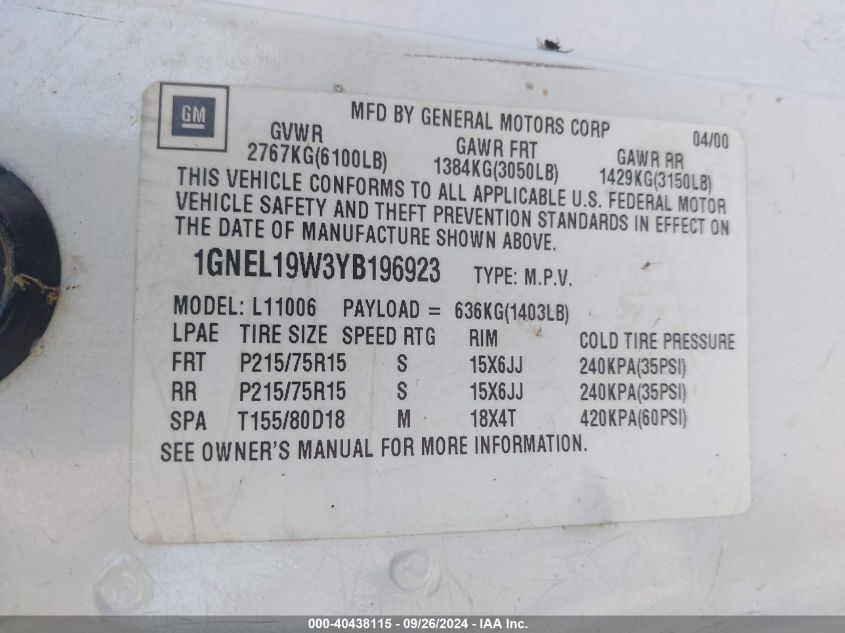 GM
MFD BY GENERAL MOTORS CORP 04/00
GVWR GAWR FRT GAWR RR
2767KG(6100LB) 1384KG(3050LB) 1429KG(3150LB)
THIS VEHICLE CONFORMS TO ALL APPLICABLE U.S. FEDERAL MOTOR
VEHICLE SAFETY AND THEFT PREVENTION STANDARDS IN EFFECT ON
THE DATE OF MANUFACTURE SHOWN ABOVE.
1GNEL19W3YB196923 TYPE: M.P.V.
MODEL: L11006 PAYLOAD = 636KG(1403LB)
LPAE TIRE SIZE SPEED RTG RIM COLD TIRE PRESSURE
FRT P215/75R15 S 15X6JJ 240KPA(35PSI)
RR P215/75R15 S 15X6JJ 240KPA(35PSI)
SPA T155/80D18 M 18X4T 420KPA(60PSI)
SEE OWNER'S MANUAL FOR MORE INFORMATION.
000-40438115 - 09/26/2024 - IAA Inc.